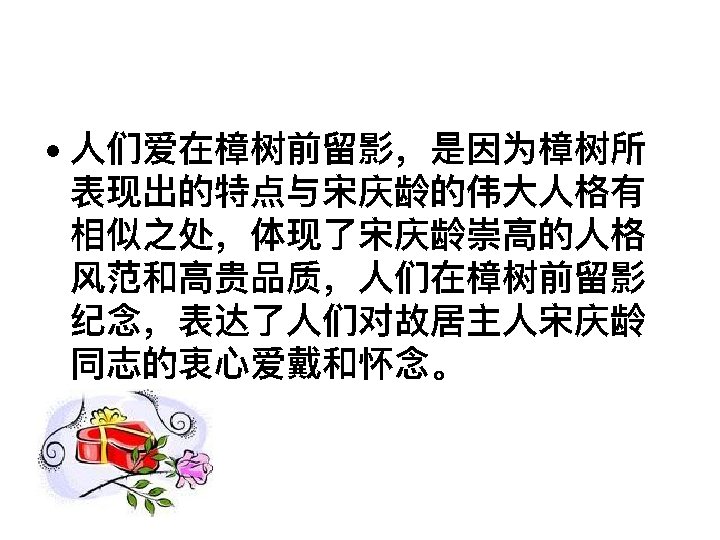 • 人们爱在樟树前留影，是因为樟树所
表现出的特点与宋庆龄的伟大人格有
相似之处，体现了宋庆龄崇高的人格
风范和高贵品质，人们在樟树前留影
纪念，表达了人们对故居主人宋庆龄
同志的衷心爱戴和怀念。